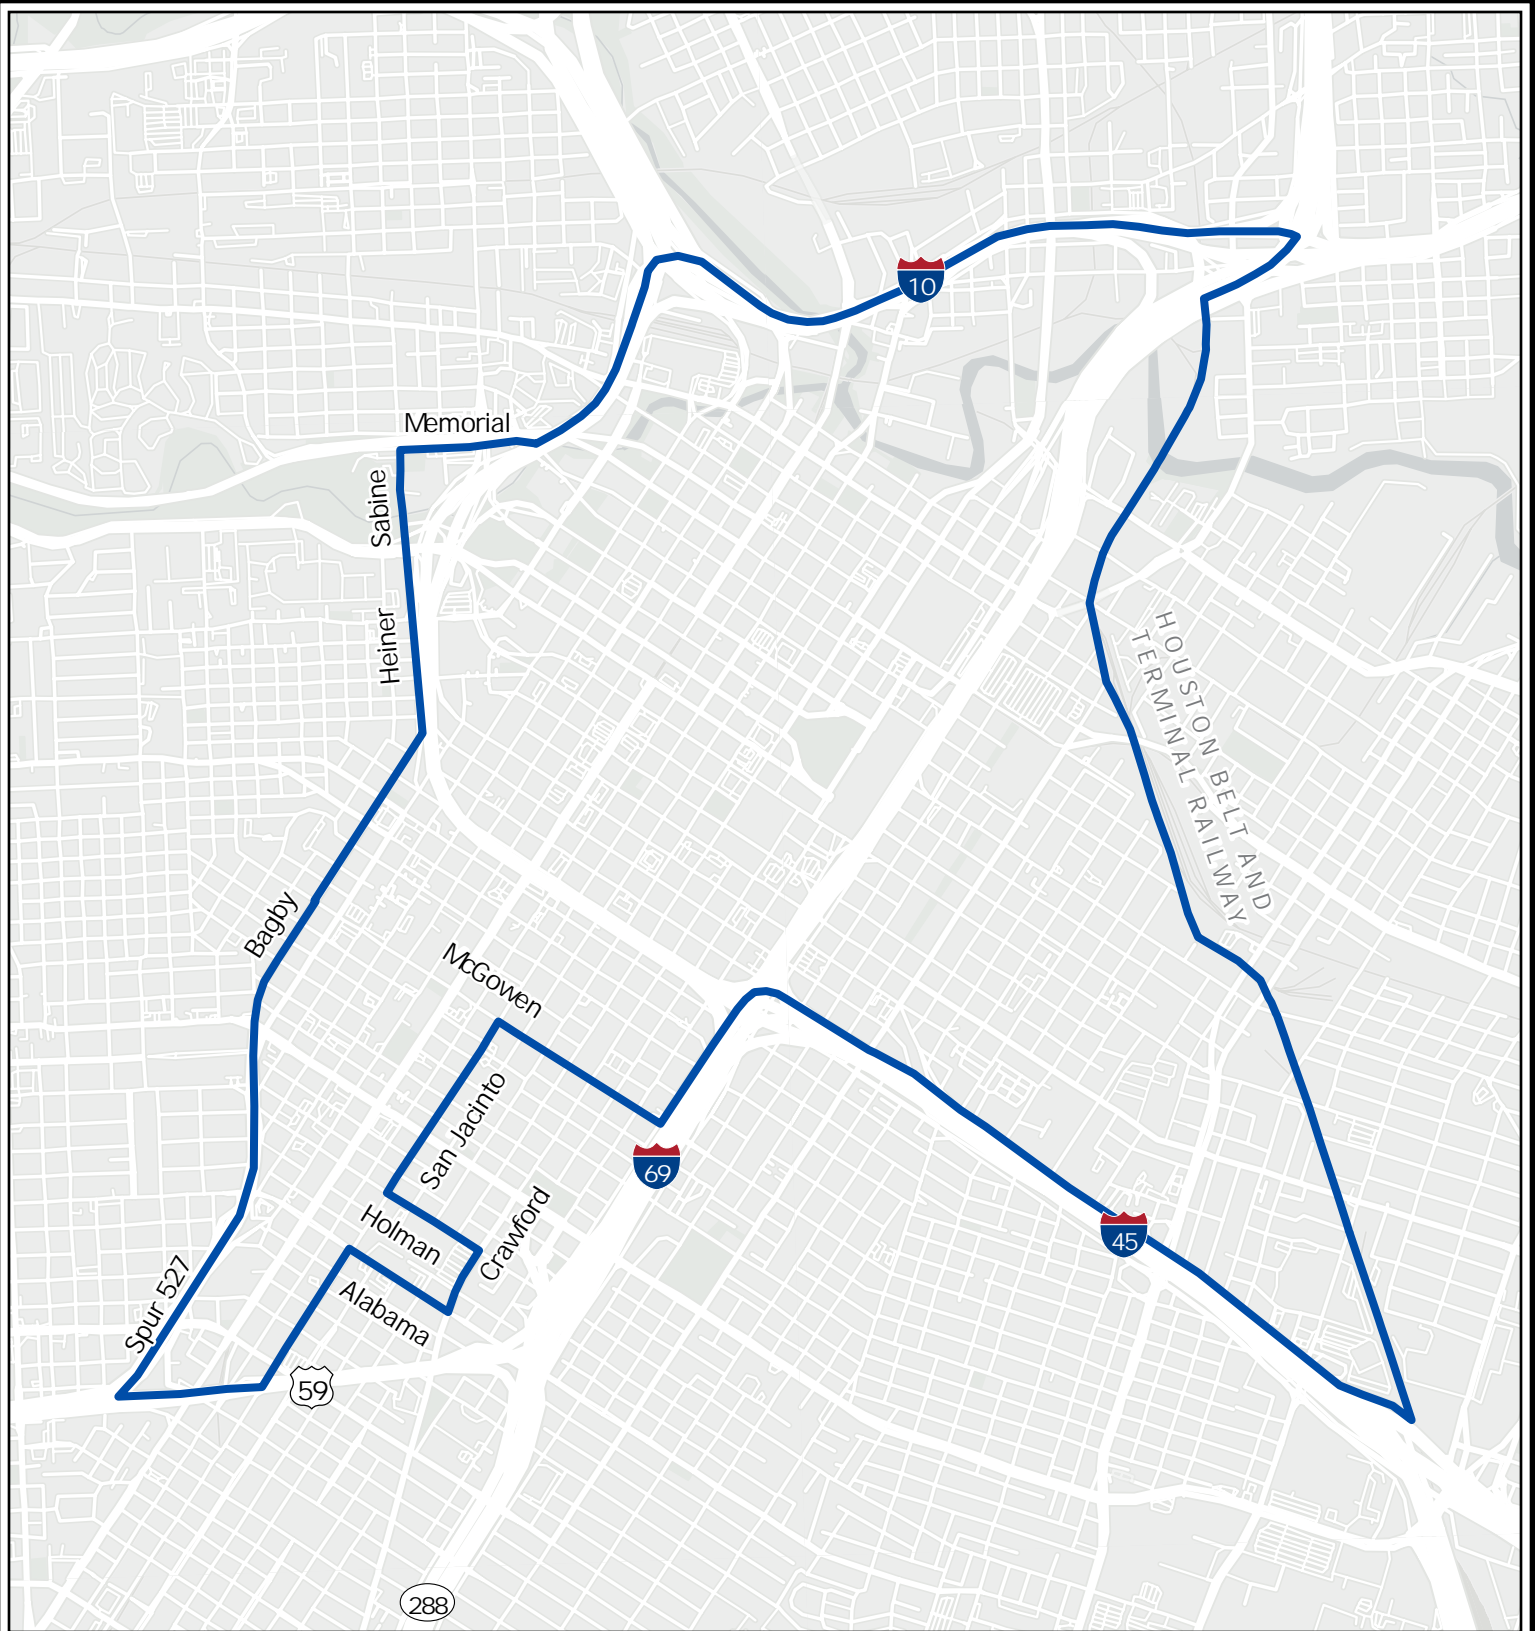 10
Memorial
Sabine
Heiner
HOUSTON BELT AND
TERMINAL RAILWAY
Bagby
McGowen
San Jacinto
69
Crawford
Holman
45
Spur 527
Alabama
59
288